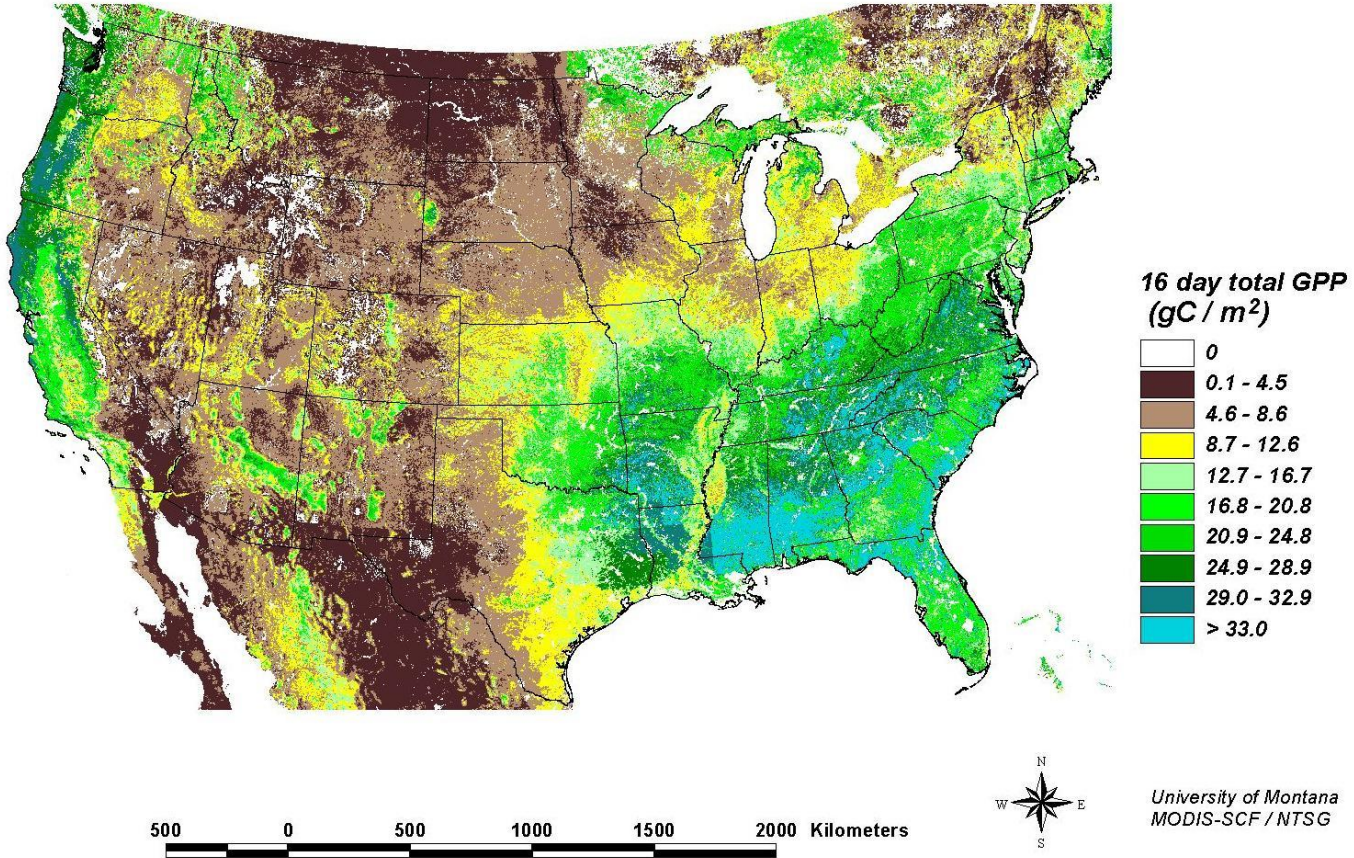 16 day total GPP
(gC / m²)
0
0.1 - 4.5
4.6 - 8.6
8.7 - 12.6
12.7 - 16.7
16.8 - 20.8
20.9 - 24.8
24.9 - 28.9
29.0 - 32.9
> 33.0
N
W E
S
University of Montana
MODIS-SCF / NTSG
500 0 500 1000 1500 2000 Kilometers